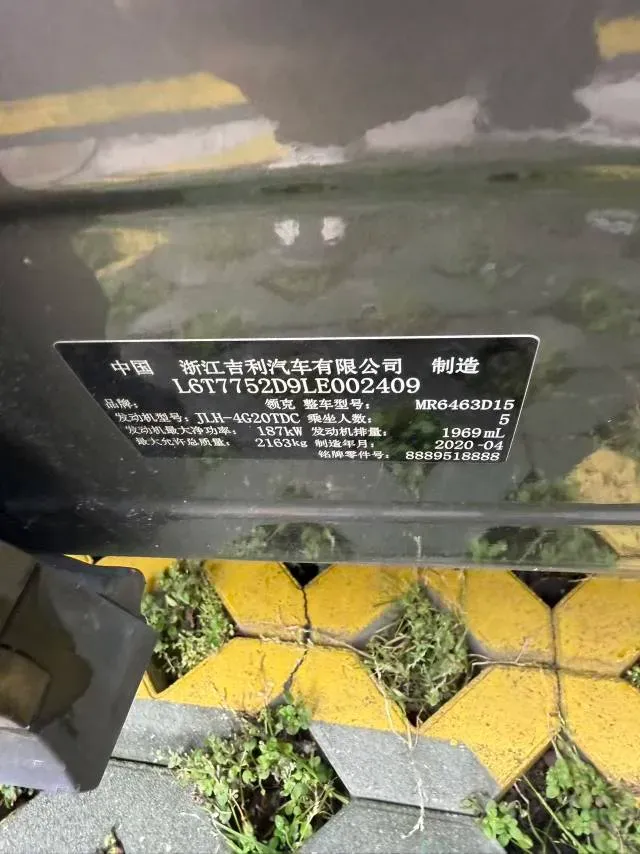 中国 浙江吉利汽车有限公司 制造
L6T7752D9LE002409
品牌： 领克 整车型号： MR6463D15
发动机型号： JLH-4G20TDC 乘坐人数： 5
发动机最大净功率： 187kW 发动机排量： 1969mL
最大允许总质量： 2163kg 制造年月： 2020-04
铭牌零件号： 8889518888